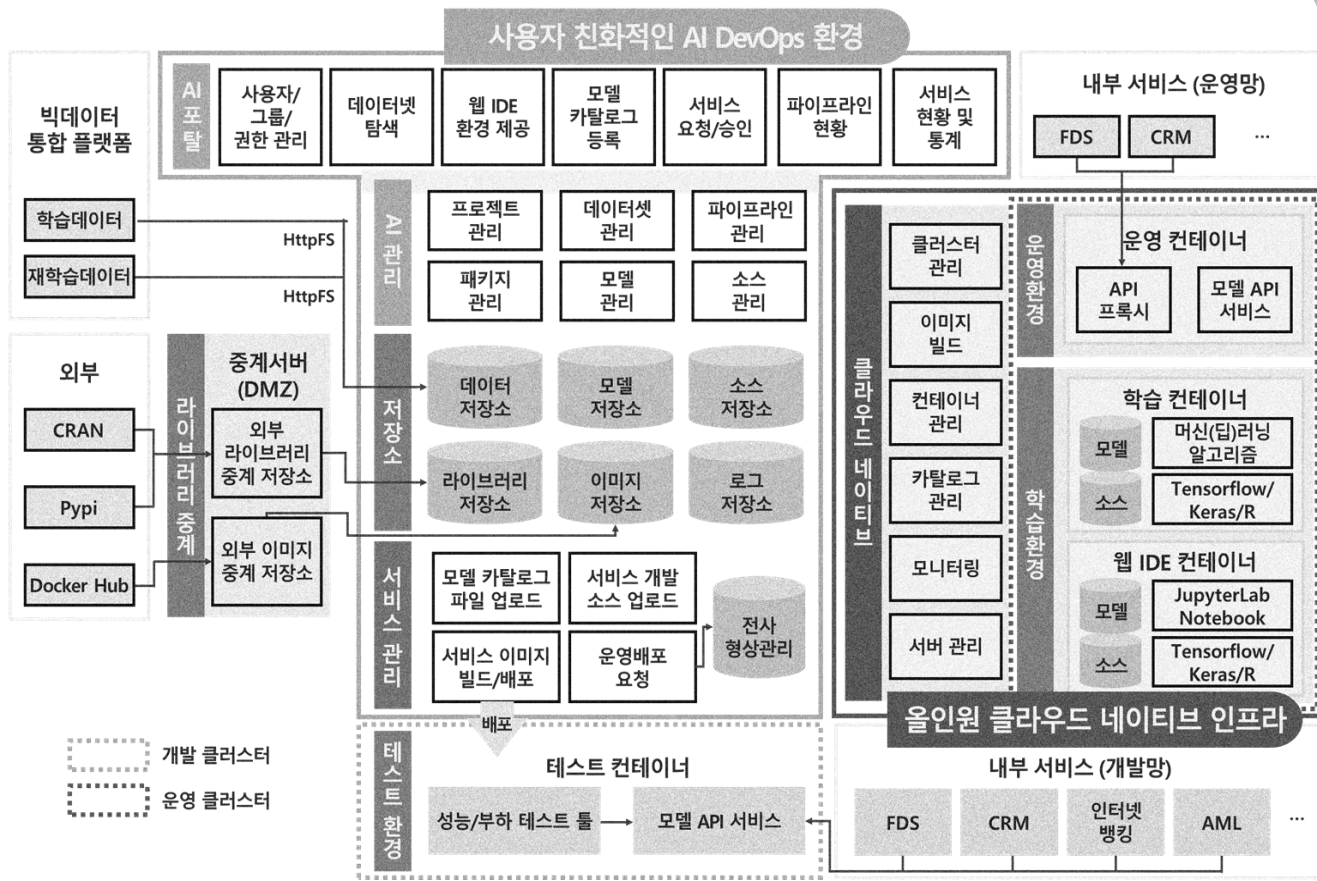 사용자 친화적인 AI DevOps 환경
빅데이터
통합 플랫폼
학습데이터
HttpFS
재학습데이터
HttpFS
AI 포탈
사용자/
그룹/
권한 관리
데이터넷
탐색
웹 IDE
환경 제공
모델
카탈로그
등록
서비스
요청/승인
파이프라인
현황
서비스
현황 및
통계
내부 서비스 (운영망)
FDS
CRM
...
AI 관리
프로젝트
관리
데이터셋
관리
파이프라인
관리
패키지
관리
모델
관리
소스
관리
외부
CRAN
Pypi
Docker Hub
라이브러리 중계
중계서버
(DMZ)
외부
라이브러리
중계 저장소
외부 이미지
중계 저장소
저장소
데이터
저장소
모델
저장소
소스
저장소
라이브러리
저장소
이미지
저장소
로그
저장소
서비스 관리
모델 카탈로그
파일 업로드
서비스 개발
소스 업로드
서비스 이미지
빌드/배포
운영배포
요청
전사
형상관리
배포
클라우드 네이티브
클러스터
관리
이미지
빌드
컨테이너
관리
카탈로그
관리
모니터링
서버 관리
운영환경
운영 컨테이너
API
프록시
모델 API
서비스
학습환경
학습 컨테이너
모델
머신(딥)러닝
알고리즘
소스
Tensorflow/
Keras/R
웹 IDE 컨테이너
모델
JupyterLab
Notebook
소스
Tensorflow/
Keras/R
올인원 클라우드 네이티브 인프라
개발 클러스터
운영 클러스터
테스트 환경
테스트 컨테이너
성능/부하 테스트 툴
모델 API 서비스
내부 서비스 (개발망)
FDS
CRM
인터넷
뱅킹
AML
...